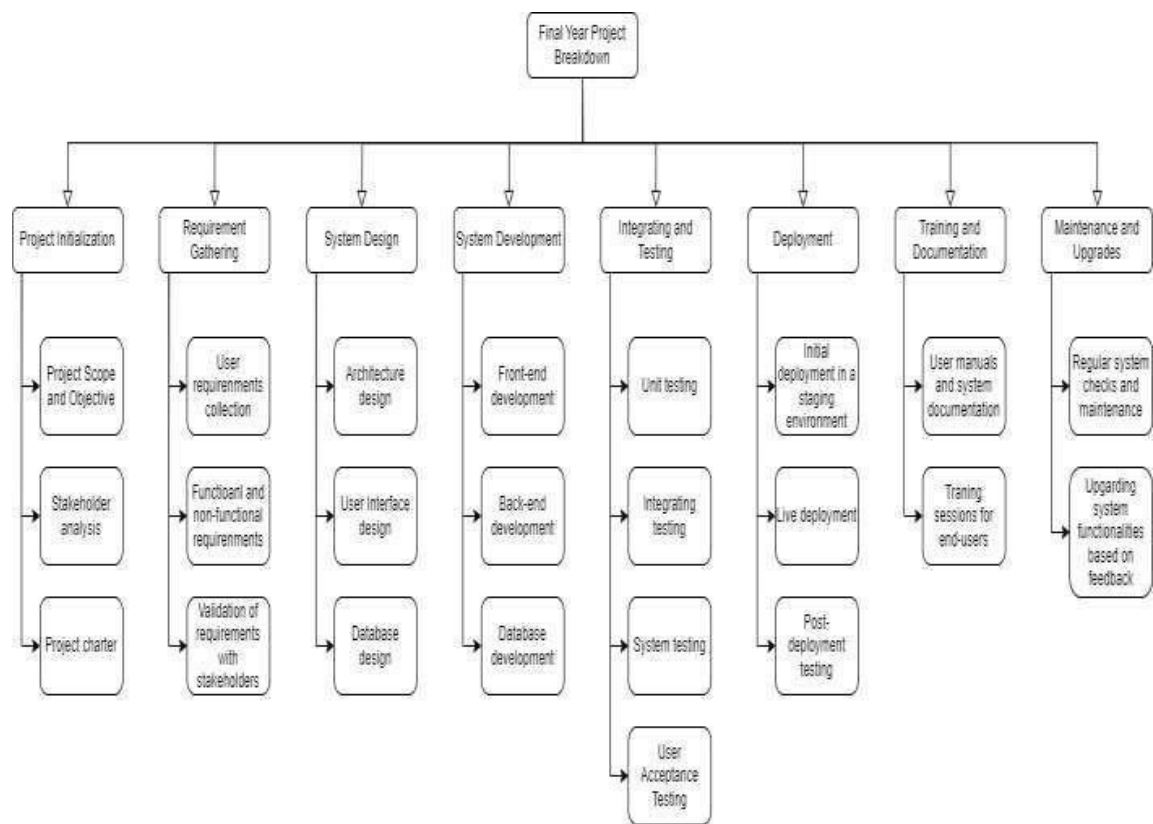 Final Year Project
Breakdown
Project Initialization
Requirement
Gathering
System Design
System Development
Integrating and
Testing
Deployment
Training and
Documentation
Maintenance and
Upgrades
Project Scope
and Objective
Stakeholder
analysis
Project charter
User
requirenments
collection
Functioanl and
non-functional
requirenments
Validation of
requirements
with
stakeholders
Architecture
design
User Interface
design
Database
design
Front-end
development
Back-end
development
Database
development
Unit testing
Integrating
testing
System testing
User
Acceptance
Testing
Initial
deployment in a
staging
environment
Live deployment
Post-
deployment
testing
User manuals
and system
documentation
Traning
sessions for
end-users
Regular system
checks and
maintenance
Upgarding
system
functionalities
based on
feedback